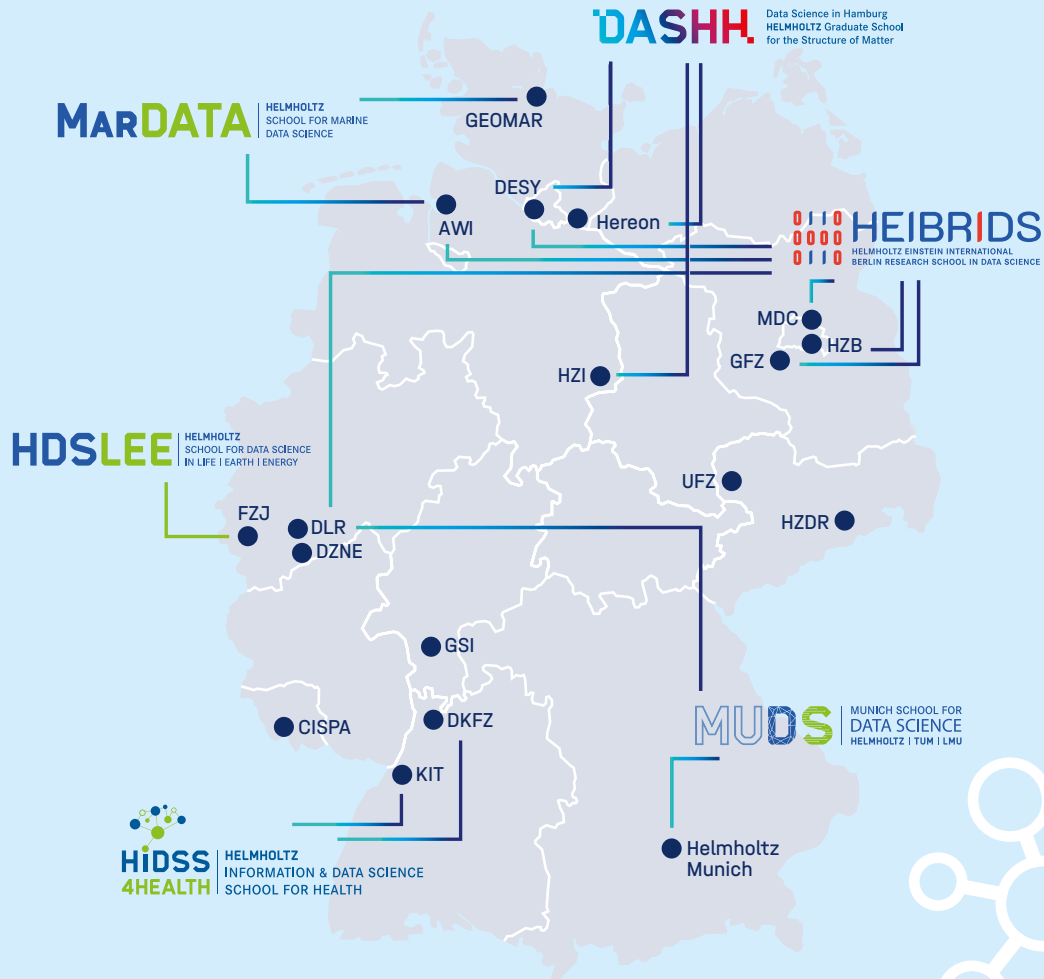 DASHH.
Data Science in Hamburg
HELMHOLTZ Graduate School
for the Structure of Matter
MarDATA
HELMHOLTZ
SCHOOL FOR MARINE
DATA SCIENCE
GEOMAR
DESY
AWI
Hereon
HEIBRIDS
HELMHOLTZ EINSTEIN INTERNATIONAL
BERLIN RESEARCH SCHOOL IN DATA SCIENCE
MDC
HZB
GFZ
HZI
HDSLEE
HELMHOLTZ
SCHOOL FOR DATA SCIENCE
IN LIFE | EARTH | ENERGY
UFZ
FZJ
DLR
HZDR
DZNE
GSI
DKFZ
CISPA
MUDS
MUNICH SCHOOL FOR
DATA SCIENCE
HELMHOLTZ | TUM | LMU
KIT
HiDSS
4HEALTH
HELMHOLTZ
INFORMATION & DATA SCIENCE
SCHOOL FOR HEALTH
Helmholtz
Munich